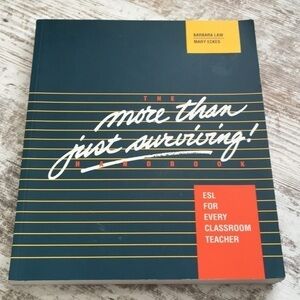 BARBARA LAW
MARY ECKES
THE
more than
just surviving!
HANDBOOK
ESL
FOR
EVERY
CLASSROOM
TEACHER